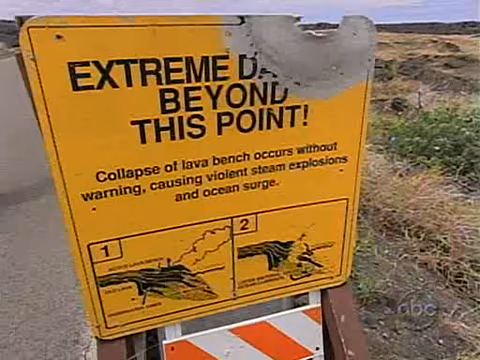 EXTREME DA
BEYOND
THIS POINT!
Collapse of lava bench occurs without
warning, causing violent steam explosions
and ocean surge.
1
2
abc